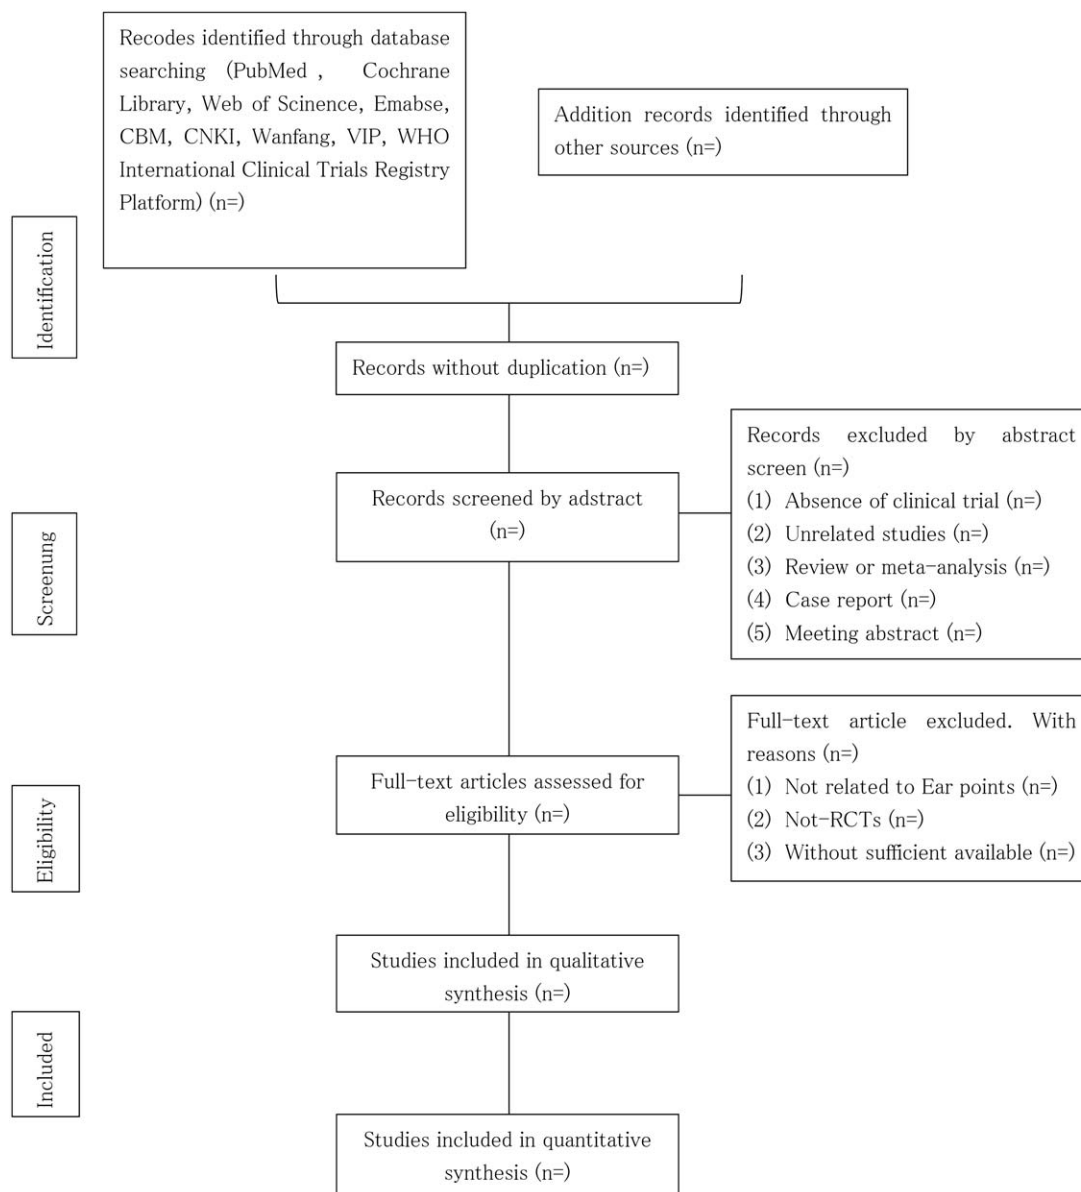 Recodes identified through database
searching (PubMed , Cochrane
Library, Web of Scinence, Emabse,
CBM, CNKI, Wanfang, VIP, WHO
International Clinical Trials Registry
Platform) (n=)
Addition records identified through
other sources (n=)
Identification
Records without duplication (n=)
Records screened by adstract
(n=)
Records excluded by abstract
screen (n=)
(1) Absence of clinical trial (n=)
(2) Unrelated studies (n=)
(3) Review or meta-analysis (n=)
(4) Case report (n=)
(5) Meeting abstract (n=)
Screenung
Full-text articles assessed for
eligibility (n=)
Full-text article excluded. With
reasons (n=)
(1) Not related to Ear points (n=)
(2) Not-RCTs (n=)
(3) Without sufficient available (n=)
Eligibility
Studies included in qualitative
synthesis (n=)
Included
Studies included in quantitative
synthesis (n=)